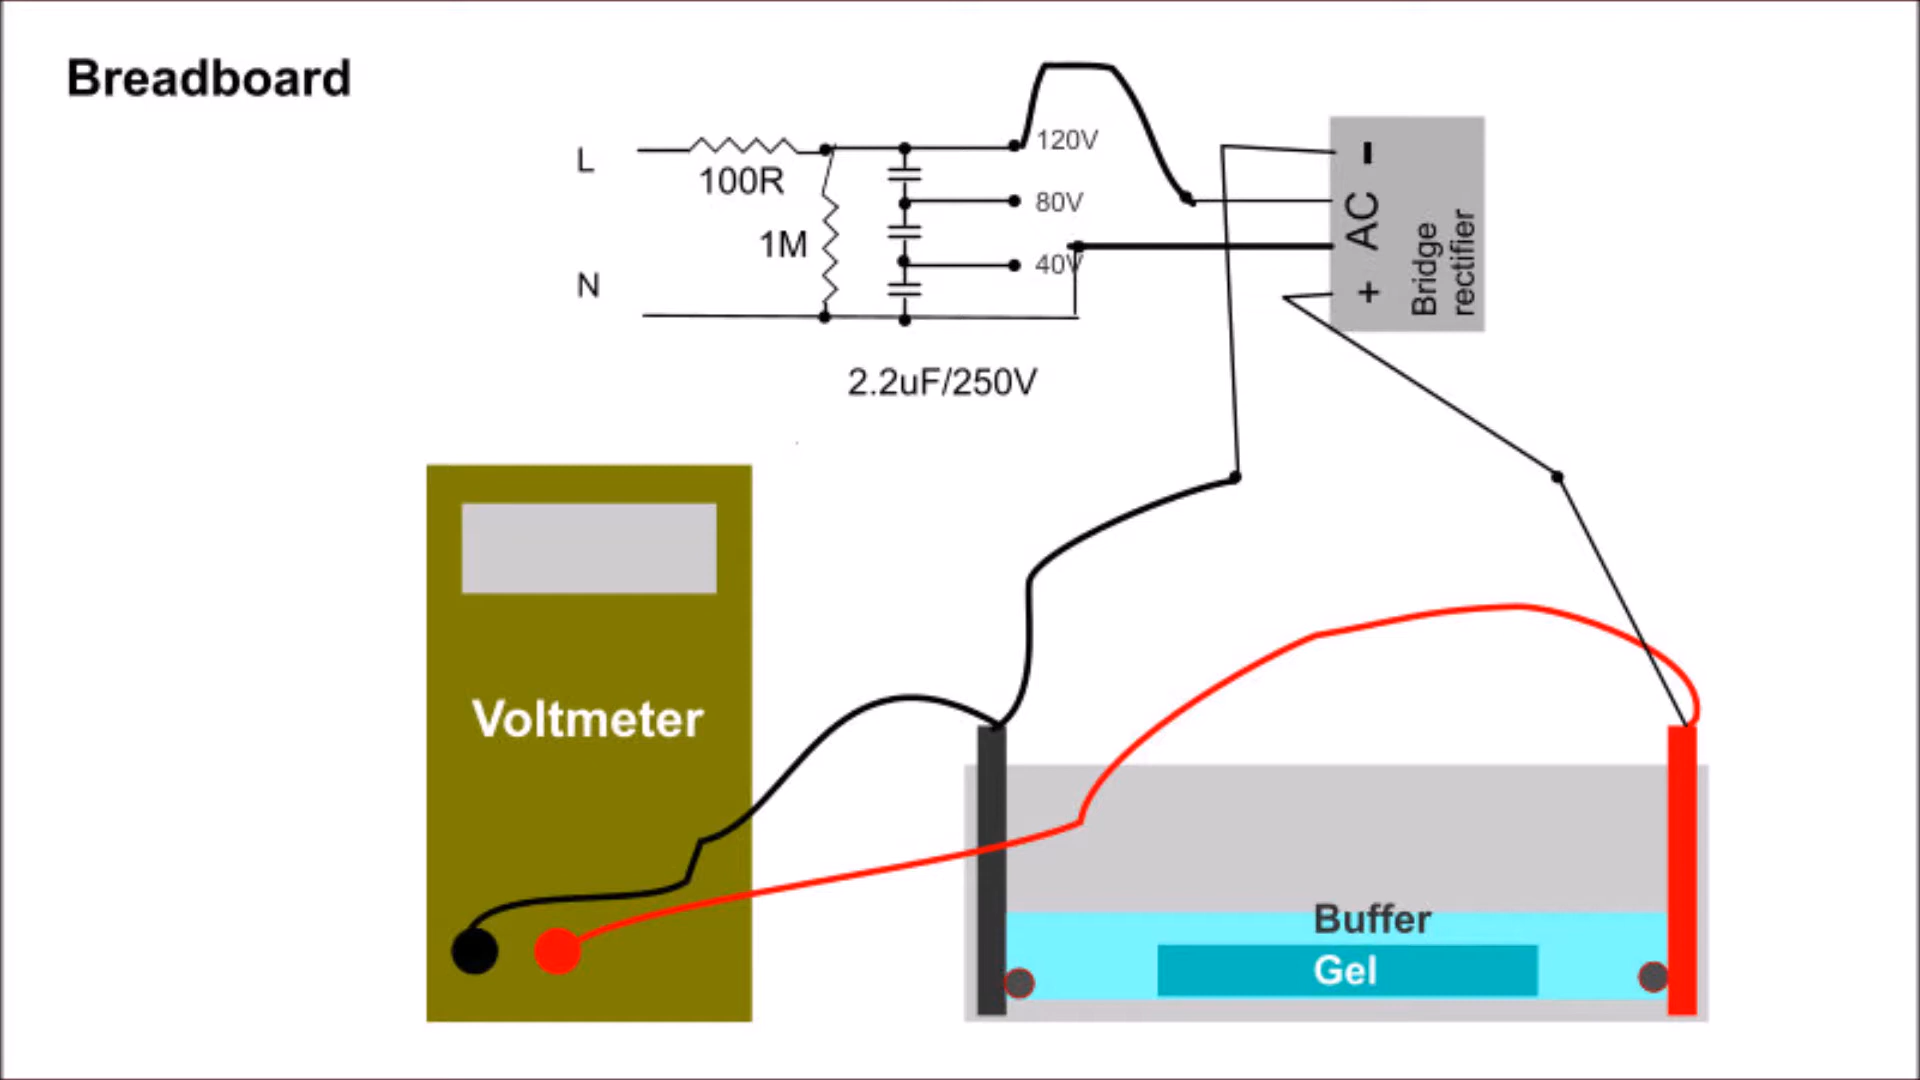 Breadboard
L
100R
120V
80V
1M
40V
N
2.2uF/250V
-
AC
+
Bridge
rectifier
Voltmeter
Buffer
Gel